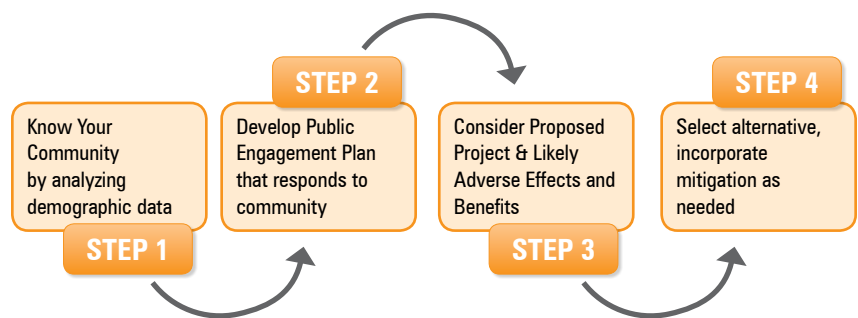 Know Your
Community
by analyzing
demographic data
STEP 1
STEP 2
Develop Public
Engagement Plan
that responds to
community
Consider Proposed
Project & Likely
Adverse Effects and
Benefits
STEP 3
STEP 4
Select alternative,
incorporate
mitigation as
needed